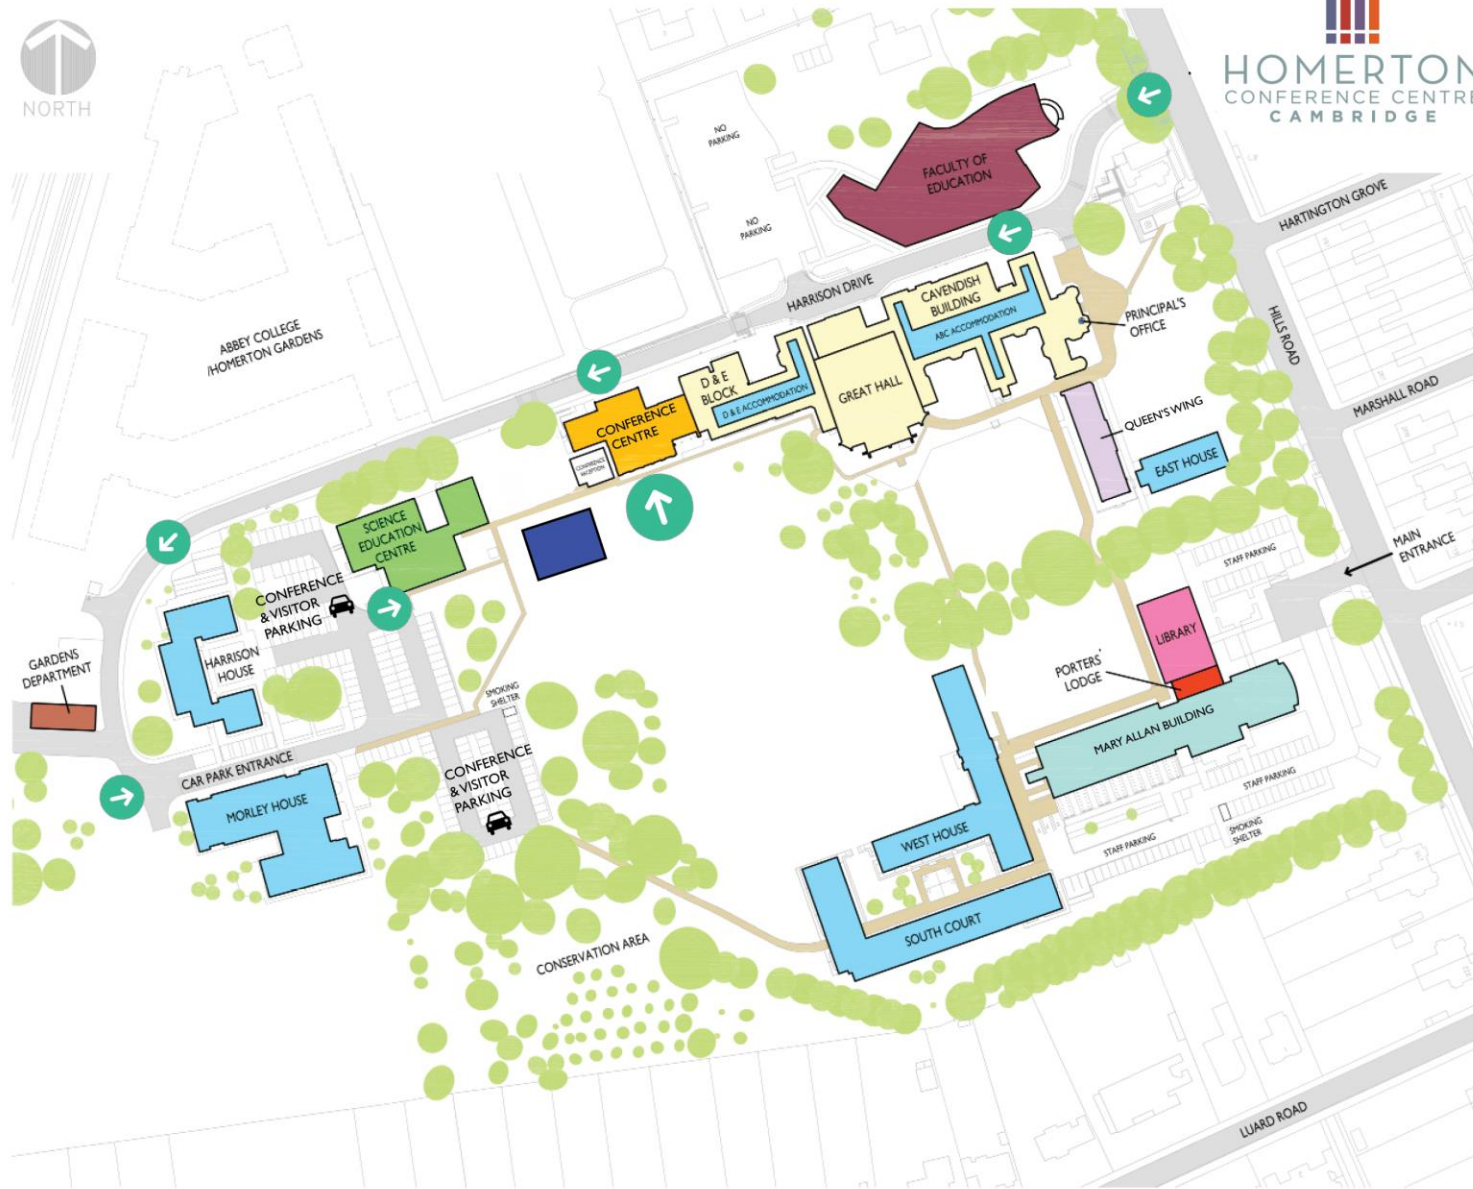 NORTH
HOMERTON
CONFERENCE CENTRE
CAMBRIDGE
NO
PARKING
FACULTY OF
EDUCATION
HARTINGTON GROVE
NO
PARKING
HARRISON DRIVE
CAVENDISH
BUILDING
ABC ACCOMMODATION
PRINCIPAL'S
OFFICE
HILLS ROAD
ABBEY COLLEGE
/HOMERTON GARDENS
D & E
BLOCK
D & E ACCOMMODATION
GREAT HALL
MARSHALL ROAD
CONFERENCE
CENTRE
CONFERENCE
RECEPTION
QUEEN'S WING
EAST HOUSE
SCIENCE
EDUCATION
CENTRE
MAIN
ENTRANCE
STAFF PARKING
CONFERENCE
& VISITOR
PARKING
LIBRARY
HARRISON
HOUSE
GARDENS
DEPARTMENT
PORTERS'
LODGE
SMOKING
SHELTER
MARY ALLAN BUILDING
CAR PARK ENTRANCE
CONFERENCE
& VISITOR
PARKING
STAFF PARKING
MORLEY HOUSE
WEST HOUSE
SMOKING
SHELTER
STAFF PARKING
SOUTH COURT
CONSERVATION AREA
LUARD ROAD